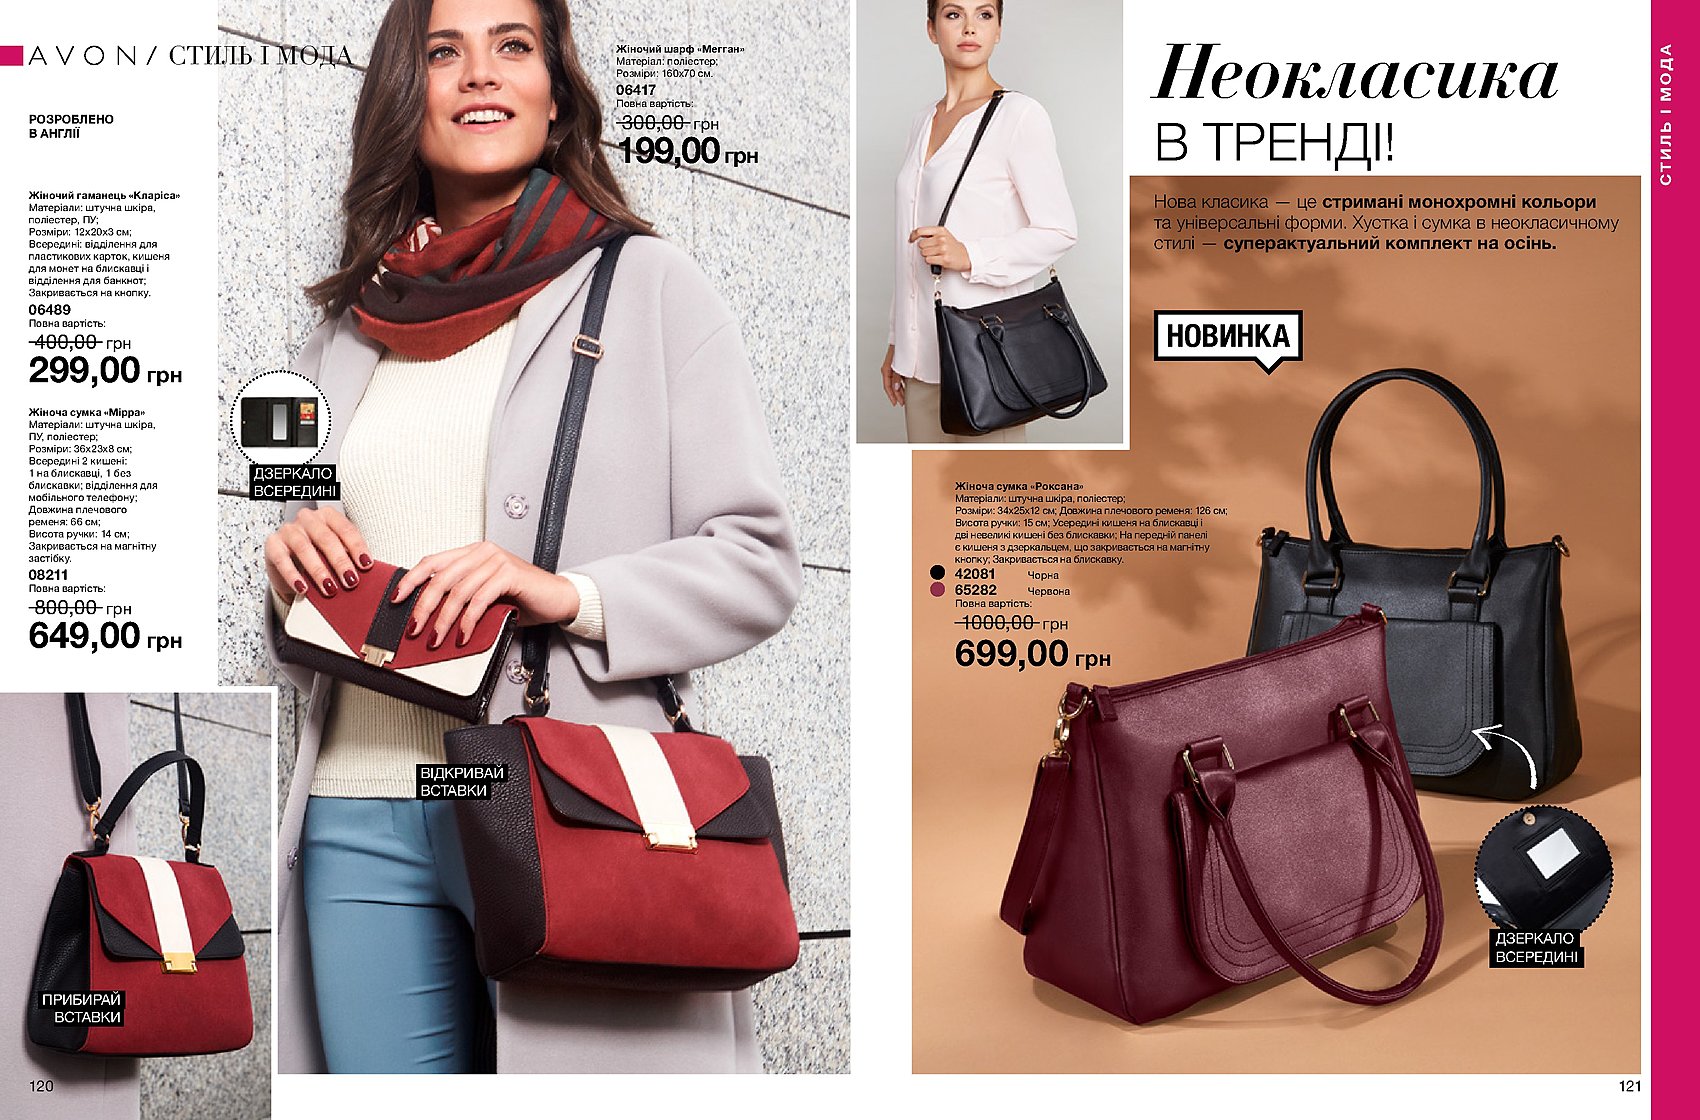 AVON / СТИЛЬ І МОДА
РОЗРОБЛЕНО
В АНГЛІЇ
Жіночий гаманець «Кларіса»
Матеріали: штучна шкіра,
поліестер, ПУ;
Розміри: 12х20х3 см;
Всередині: відділення для
пластикових карток, кишеня
для монет на блискавці і
відділення для банкнот;
Закривається на кнопку.
06489
Повна вартість:
400,00 грн
299,00 грн
Жіноча сумка «Мірра»
Матеріали: штучна шкіра,
ПУ, поліестер;
Розміри: 36х23х8 см;
Всередині 2 кишені:
1 на блискавці, 1 без
блискавки; відділення для
мобільного телефону;
Довжина плечового
ременя: 66 см;
Висота ручки: 14 см;
Закривається на магнітну
застібку.
08211
Повна вартість:
800,00 грн
649,00 грн
ДЗЕРКАЛО
ВСЕРЕДИНІ
Жіночий шарф «Мегган»
Матеріал: поліестер;
Розміри: 160х70 см.
06417
Повна вартість:
300,00 грн
199,00 грн
ВІДКРИВАЙ
ВСТАВКИ
ПРИБИРАЙ
ВСТАВКИ
120
Неокласика
В ТРЕНДІ!
Нова класика — це стримані монохромні кольори
та універсальні форми. Хустка і сумка в неокласичному
стилі — суперактуальний комплект на осінь.
НОВИНКА
Жіноча сумка «Роксана»
Матеріали: штучна шкіра, поліестер;
Розміри: 34х25х12 см; Довжина плечового ременя: 126 см;
Висота ручки: 15 см; Усередині кишеня на блискавці і
дві невеликі кишені без блискавки; На передній панелі
є кишеня з дзеркальцем, що закривається на магнітну
кнопку; Закривається на блискавку.
42081 Чорна
65282 Червона
Повна вартість:
1000,00 грн
699,00 грн
ДЗЕРКАЛО
ВСЕРЕДИНІ
СТИЛЬ І МОДА
121